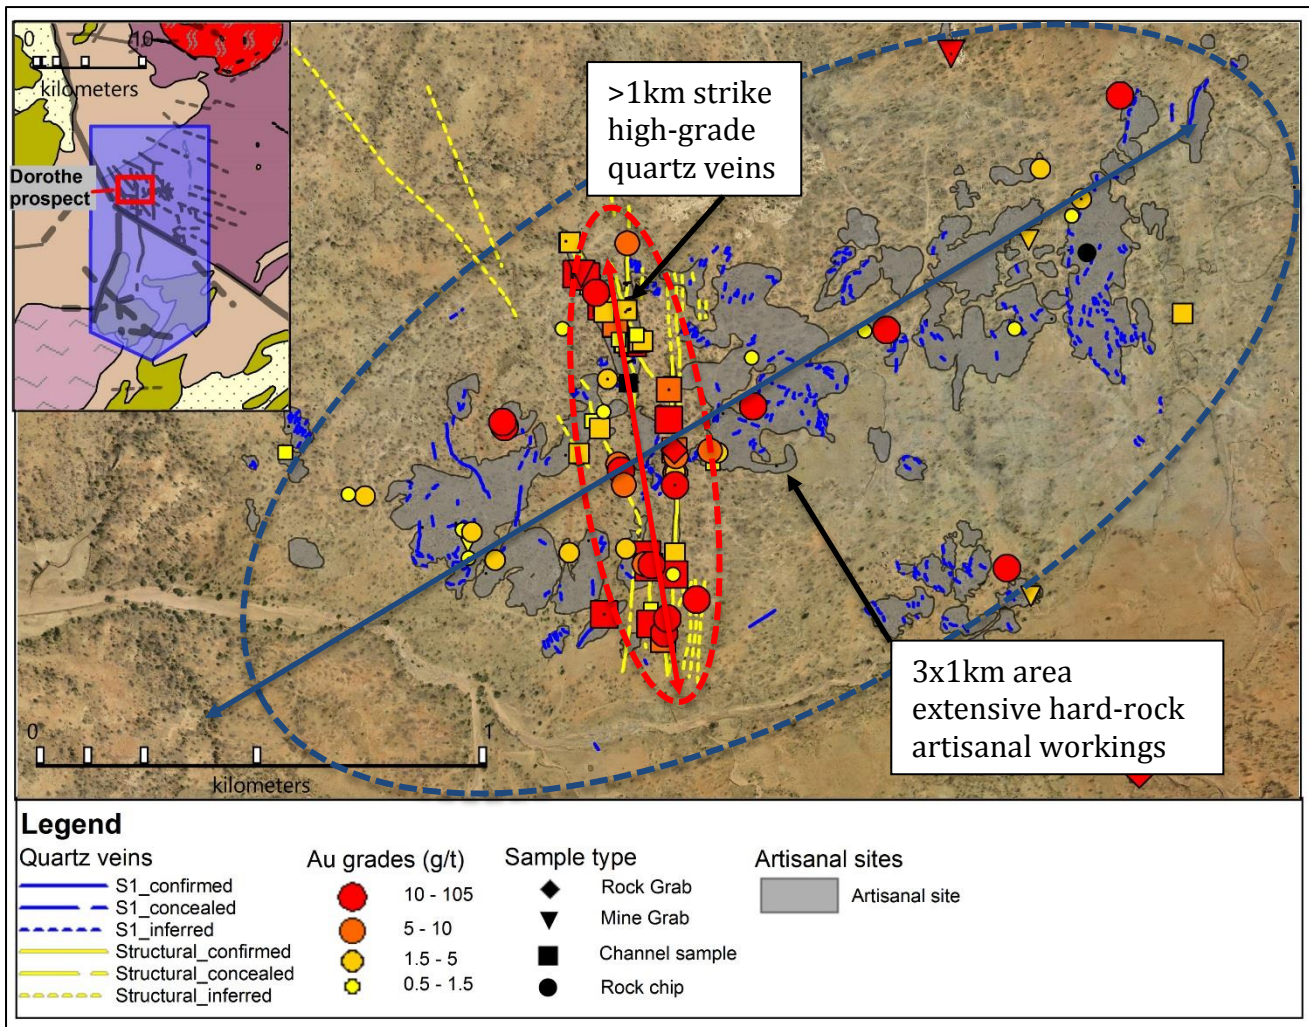 0 10
kilometers
Dorothe
prospect
>1km strike
high-grade
quartz veins
3x1km area
extensive hard-rock
artisanal workings
0 1
kilometers
Legend
Quartz veins
S1_confirmed
S1_concealed
S1_inferred
Structural_confirmed
Structural_concealed
Structural_inferred
Au grades (g/t)
10 - 105
5 - 10
1.5 - 5
0.5 - 1.5
Sample type
Rock Grab
Mine Grab
Channel sample
Rock chip
Artisanal sites
Artisanal site